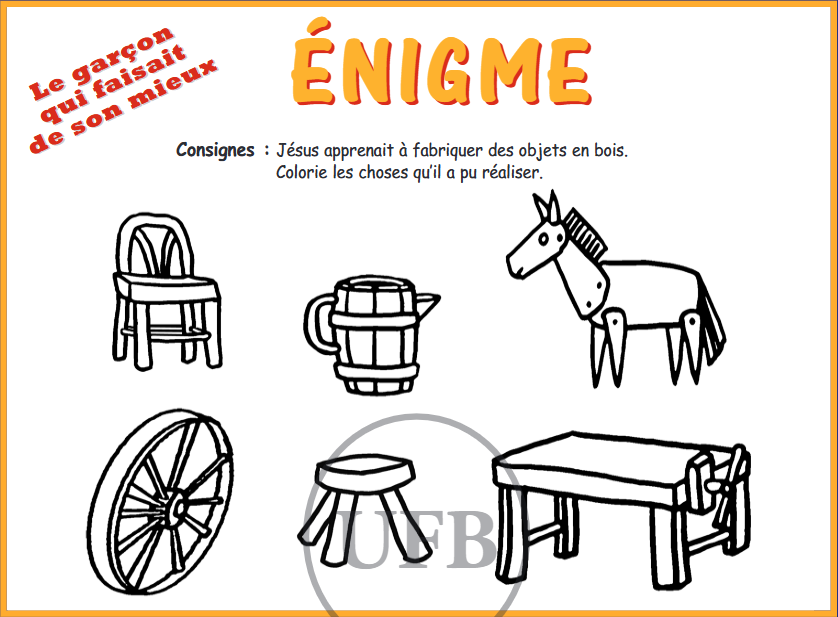 Le garçon
qui faisait
de son mieux
ÉNIGME
Consignes : Jésus apprenait à fabriquer des objets en bois.
Colorie les choses qu'il a pu réaliser.
UFB